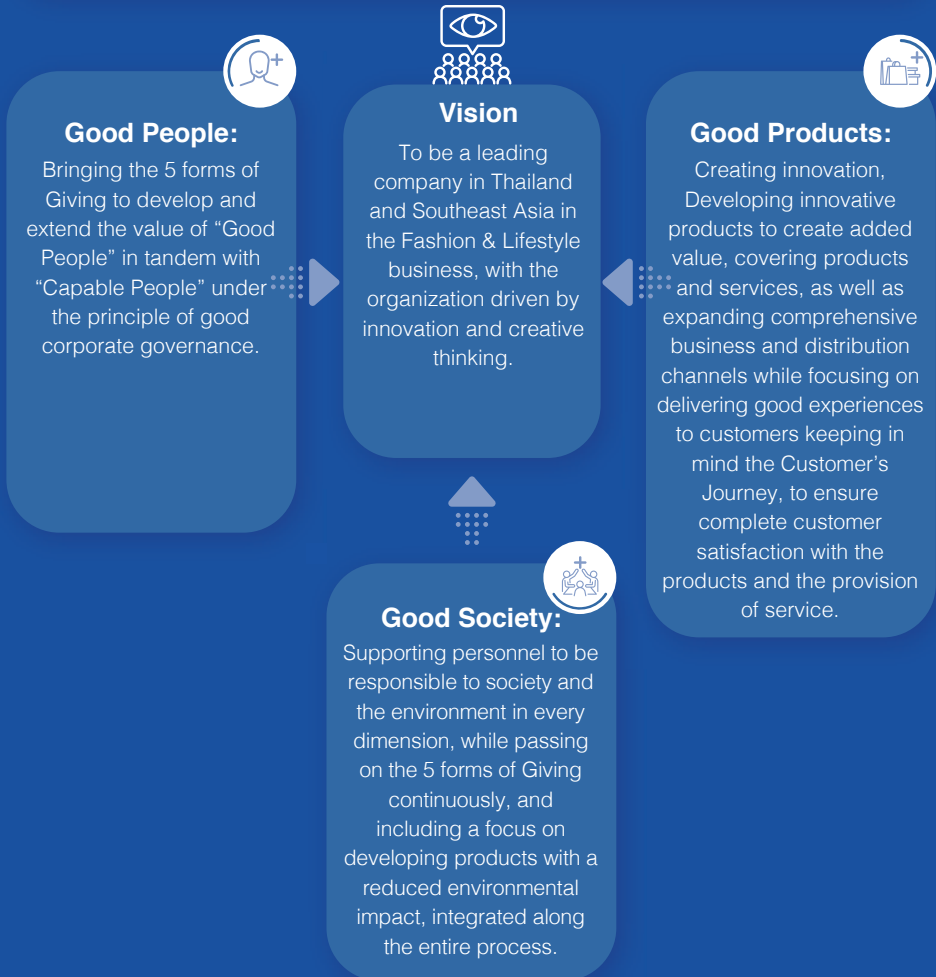 Good People:
Bringing the 5 forms of
Giving to develop and
extend the value of “Good
People” in tandem with
“Capable People” under
the principle of good
corporate governance.
Vision
To be a leading
company in Thailand
and Southeast Asia in
the Fashion & Lifestyle
business, with the
organization driven by
innovation and creative
thinking.
Good Products:
Creating innovation,
Developing innovative
products to create added
value, covering products
and services, as well as
expanding comprehensive
business and distribution
channels while focusing on
delivering good experiences
to customers keeping in
mind the Customer’s
Journey, to ensure
complete customer
satisfaction with the
products and the provision
of service.
Good Society:
Supporting personnel to be
responsible to society and
the environment in every
dimension, while passing
on the 5 forms of Giving
continuously, and
including a focus on
developing products with a
reduced environmental
impact, integrated along
the entire process.